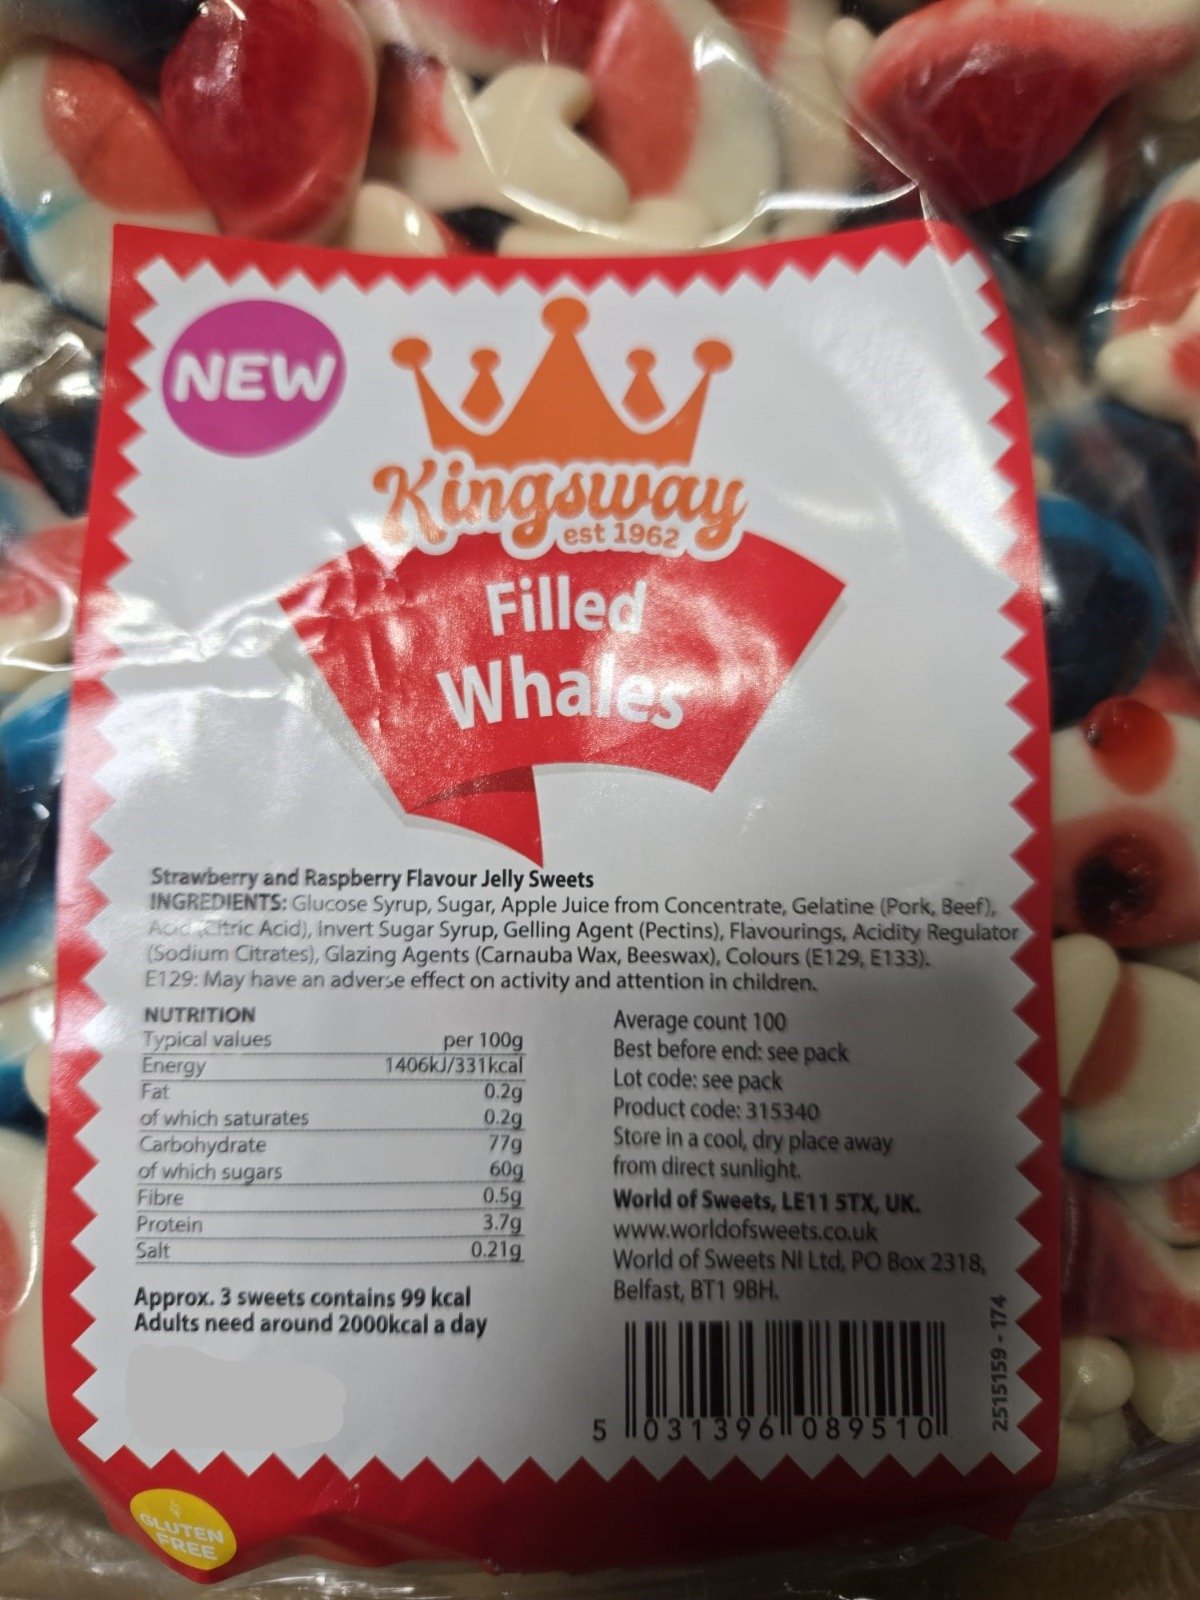 NEW
Kingsway
est 1962
Filled
Whales
Strawberry and Raspberry Flavour Jelly Sweets
INGREDIENTS: Glucose Syrup, Sugar, Apple Juice from Concentrate, Gelatine (Pork, Beef),
Acid (Citric Acid), Invert Sugar Syrup, Gelling Agent (Pectins), Flavourings, Acidity Regulator
(Sodium Citrates), Glazing Agents (Carnauba Wax, Beeswax), Colours (E129, E133).
E129: May have an adverse effect on activity and attention in children.
NUTRITION
Typical values per 100g
Energy 1406kJ/331kcal
Fat 0.2g
of which saturates 0.2g
Carbohydrate 77g
of which sugars 60g
Fibre 0.5g
Protein 3.7g
Salt 0.21g
Approx. 3 sweets contains 99 kcal
Adults need around 2000kcal a day
Average count 100
Best before end: see pack
Lot code: see pack
Product code: 315340
Store in a cool, dry place away
from direct sunlight.
World of Sweets, LE11 5TX, UK.
www.worldofsweets.co.uk
World of Sweets NI Ltd, PO Box 2318,
Belfast, BT1 9BH.
5 031396 089510
2515159 - 174
GLUTEN
FREE